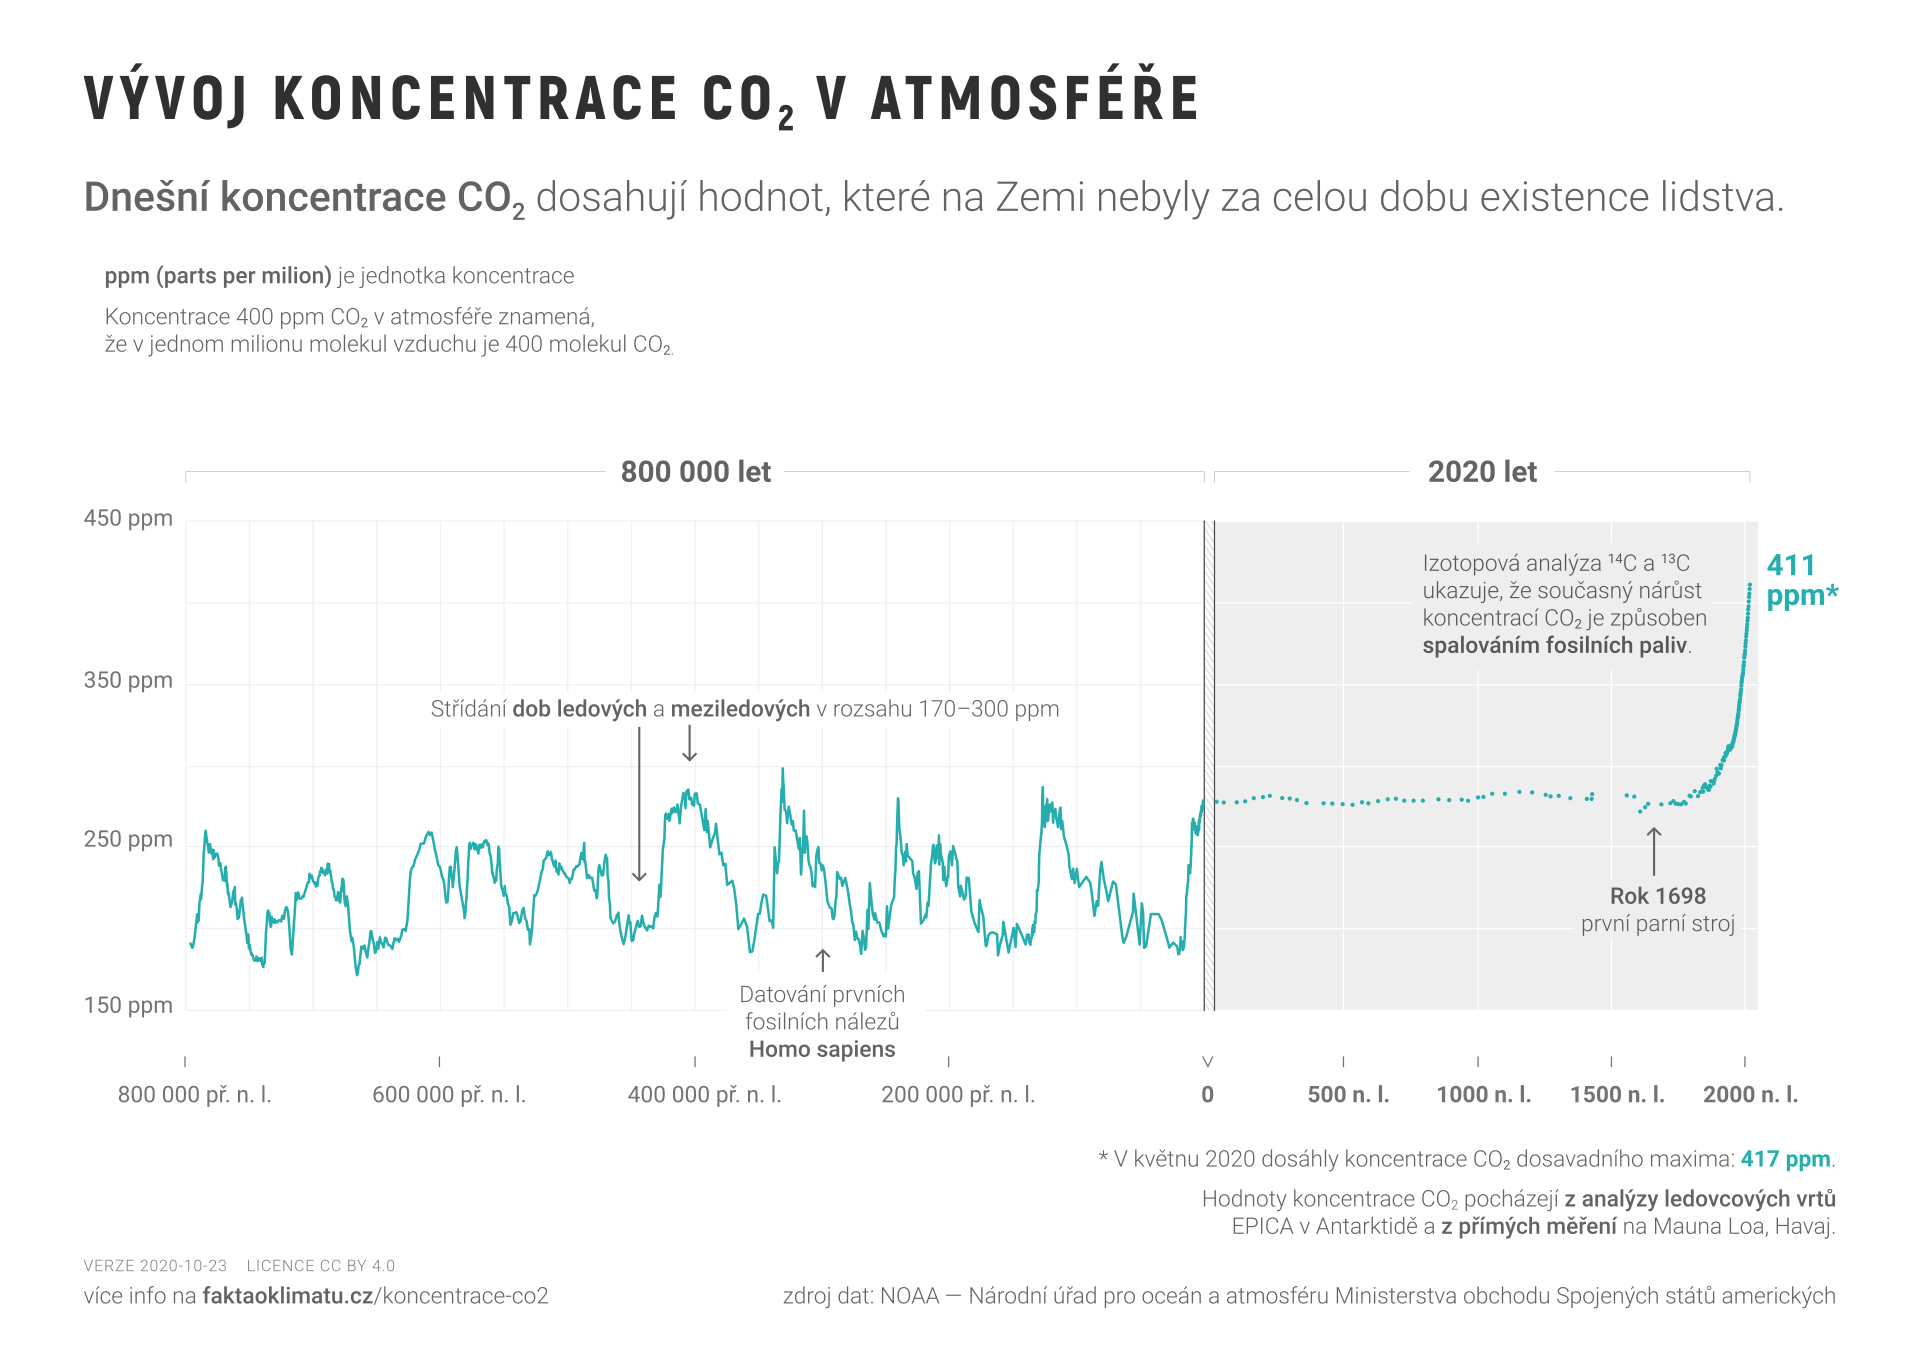 VÝVOJ KONCENTRACE CO₂ V ATMOSFÉŘE
Dnešní koncentrace CO₂ dosahují hodnot, které na Zemi nebyly za celou dobu existence lidstva.
ppm (parts per milion) je jednotka koncentrace
Koncentrace 400 ppm CO₂ v atmosféře znamená,
že v jednom milionu molekul vzduchu je 400 molekul CO₂.
800 000 let
2020 let
450 ppm
350 ppm
250 ppm
150 ppm
Střídání dob ledových a meziledových v rozsahu 170–300 ppm
Datování prvních
fosilních nálezů
Homo sapiens
Izotopová analýza ¹⁴C a ¹³C
ukazuje, že současný nárůst
koncentrací CO₂ je způsoben
spalováním fosilních paliv.
411
ppm*
Rok 1698
první parní stroj
800 000 př. n. l.
600 000 př. n. l.
400 000 př. n. l.
200 000 př. n. l.
0
500 n. l.
1000 n. l.
1500 n. l.
2000 n. l.
* V květnu 2020 dosáhly koncentrace CO₂ dosavadního maxima: 417 ppm.
Hodnoty koncentrace CO₂ pocházejí z analýzy ledovcových vrtů
EPICA v Antarktidě a z přímých měření na Mauna Loa, Havaj.
VERZE 2020-10-23 LICENCE CC BY 4.0
více info na faktaoklimatu.cz/koncentrace-co2
zdroj dat: NOAA — Národní úřad pro oceán a atmosféru Ministerstva obchodu Spojených států amerických